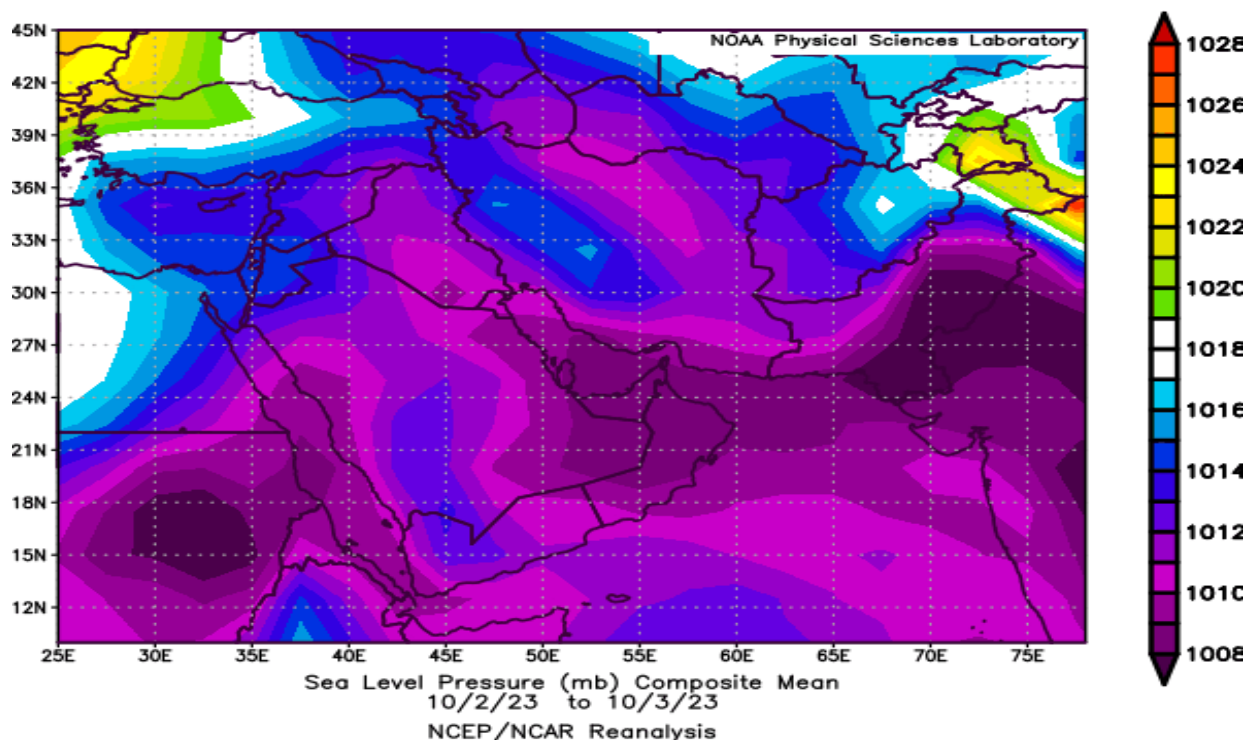 NOAA Physical Sciences Laboratory
45N
42N
39N
36N
33N
30N
27N
24N
21N
18N
15N
12N
25E 30E 35E 40E 45E 50E 55E 60E 65E 70E 75E
1028
1026
1024
1022
1020
1018
1016
1014
1012
1010
1008
Sea Level Pressure (mb) Composite Mean
10/2/23 to 10/3/23
NCEP/NCAR Reanalysis